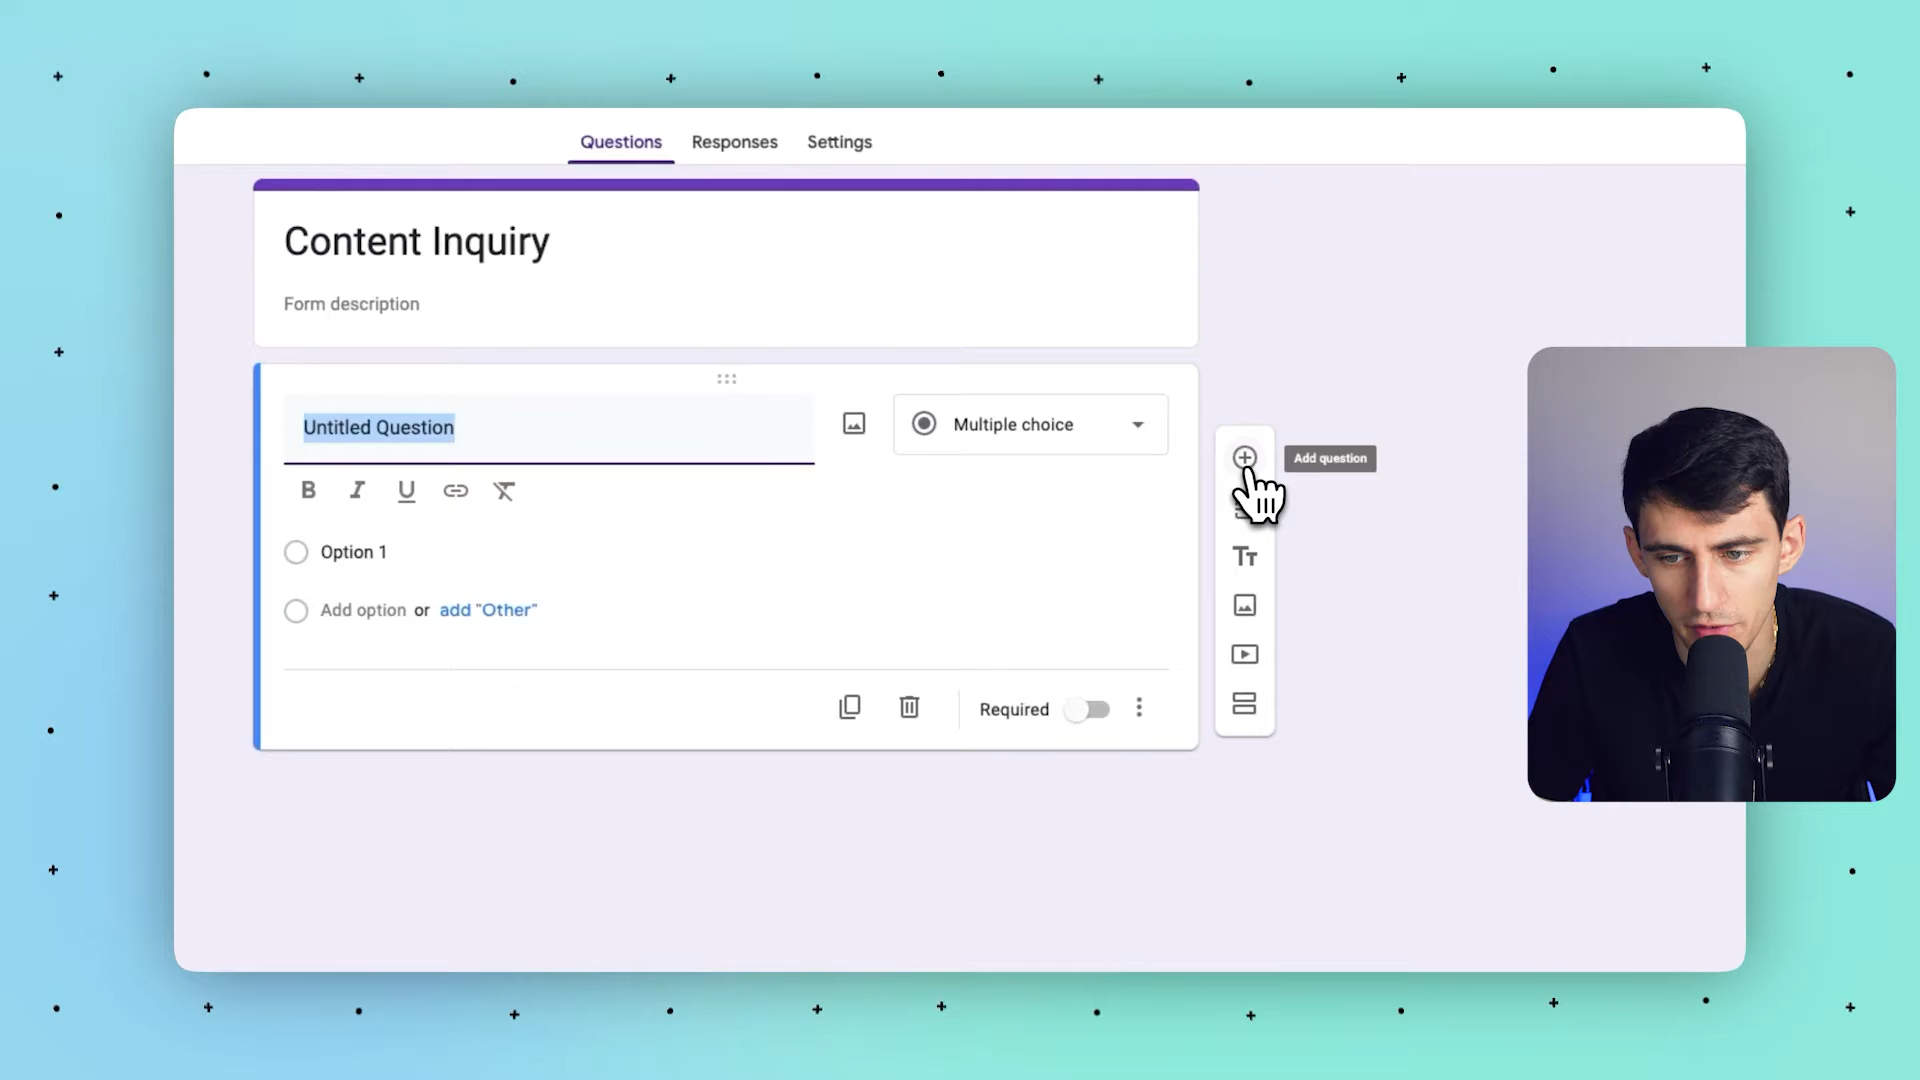 Questions Responses Settings
Content Inquiry
Form description
Untitled Question
Multiple choice
Add question
B I U
Option 1
Tт
Add option or add "Other"
Required